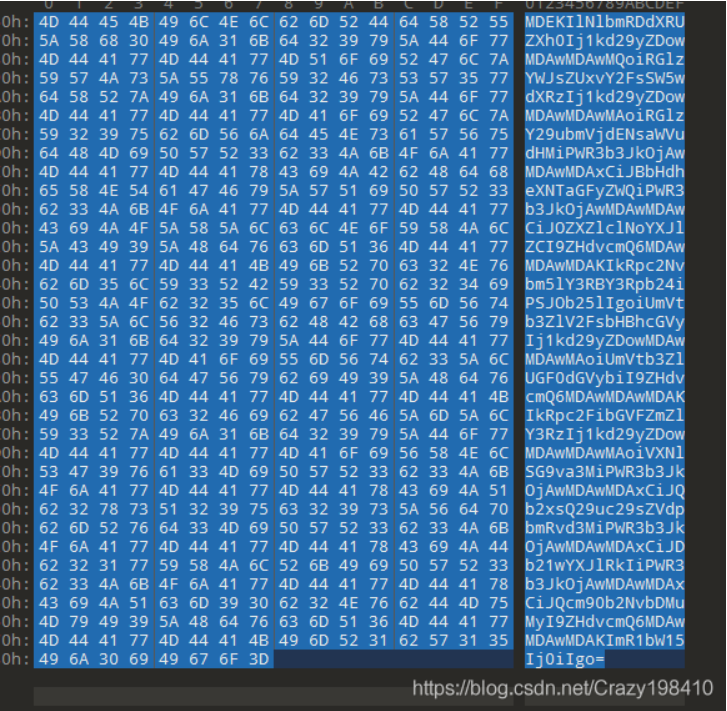 0 1 2 3 4 5 6 7 8 9 A B C D E F 0123456789ABCDEF
0h: 4D 44 45 4B 49 6C 4E 6C 62 6D 52 44 64 58 52 55 MDEKIlNlbmRDdXRU
0h: 5A 58 68 30 49 6A 31 6B 64 32 39 79 5A 44 6F 77 ZXh0Ij1kd29yZDow
0h: 4D 44 41 77 4D 44 41 77 4D 51 6F 69 52 47 6C 7A MDAwMDAwMQoiRGlz
0h: 59 57 4A 73 5A 55 78 76 59 32 46 73 53 57 35 77 YWJsZUxvY2FsSW5w
0h: 64 58 52 7A 49 6A 31 6B 64 32 39 79 5A 44 6F 77 dXRzIj1kd29yZDow
0h: 4D 44 41 77 4D 44 41 77 4D 41 6F 69 52 47 6C 7A MDAwMDAwMAoiRGlz
0h: 59 32 39 75 62 6D 56 6A 64 45 4E 73 61 57 56 75 Y29ubmVjdENsaWVu
0h: 64 48 4D 69 50 57 52 33 62 33 4A 6B 4F 6A 41 77 dHMiPWR3b3JkOjAw
0h: 4D 44 41 77 4D 44 41 78 43 69 4A 42 62 48 64 68 MDAwMDAxCiJBbHdh
0h: 65 58 4E 54 61 47 46 79 5A 57 51 69 50 57 52 33 eXNTaGFyZWQiPWR3
0h: 62 33 4A 6B 4F 6A 41 77 4D 44 41 77 4D 44 41 77 b3JkOjAwMDAwMDAw
0h: 43 69 4A 4F 5A 58 5A 6C 63 6C 4E 6F 59 58 4A 6C CiJOZXZlclNoYXJl
0h: 5A 43 49 39 5A 48 64 76 63 6D 51 36 4D 44 41 77 ZCI9ZHdvcmQ6MDAw
0h: 4D 44 41 77 4D 44 41 4B 49 6B 52 70 63 32 4E 76 MDAwMDAKIkRpc2Nv
0h: 62 6D 35 6C 59 33 52 42 59 33 52 70 62 32 34 69 bm5lY3RBY3Rpb24i
0h: 50 53 4A 4F 62 32 35 6C 49 67 6F 69 55 6D 56 74 PSJOb25lIgoiUmVt
0h: 62 33 5A 6C 56 32 46 73 62 48 42 68 63 47 56 79 b3ZlV2FsbHBhcGVy
0h: 49 6A 31 6B 64 32 39 79 5A 44 6F 77 4D 44 41 77 Ij1kd29yZDowMDAw
0h: 4D 44 41 77 4D 41 6F 69 55 6D 56 74 62 33 5A 6C MDAwMAoiUmVtb3Zl
0h: 55 47 46 30 64 47 56 79 62 69 49 39 5A 48 64 76 UGF0dGVybiI9ZHdv
0h: 63 6D 51 36 4D 44 41 77 4D 44 41 77 4D 44 41 4B cmQ6MDAwMDAwMDAK
0h: 49 6B 52 70 63 32 46 69 62 47 56 46 5A 6D 5A 6C IkRpc2FibGVFZmZl
0h: 59 33 52 7A 49 6A 31 6B 64 32 39 79 5A 44 6F 77 Y3RzIj1kd29yZDow
0h: 4D 44 41 77 4D 44 41 77 4D 41 6F 69 56 58 4E 6C MDAwMDAwMAoiVXNl
0h: 53 47 39 76 61 33 4D 69 50 57 52 33 62 33 4A 6B SG9va3MiPWR3b3Jk
0h: 4F 6A 41 77 4D 44 41 77 4D 44 41 78 43 69 4A 51 OjAwMDAwMDAxCiJQ
0h: 62 32 78 73 51 32 39 75 63 32 39 73 5A 56 64 70 b2xsQ29uc29sZVdp
0h: 62 6D 52 76 64 33 4D 69 50 57 52 33 62 33 4A 6B bmRvd3MiPWR3b3Jk
0h: 4F 6A 41 77 4D 44 41 77 4D 44 41 78 43 69 4A 44 OjAwMDAwMDAxCiJD
0h: 62 32 31 77 59 58 4A 6C 52 6B 49 69 50 57 52 33 b21wYXJlRkIiPWR3
0h: 62 33 4A 6B 4F 6A 41 77 4D 44 41 77 4D 44 41 78 b3JkOjAwMDAwMDAx
0h: 43 69 4A 51 63 6D 39 30 62 32 4E 76 62 44 4D 75 CiJQcm90b2NvbDMu
0h: 4D 79 49 39 5A 48 64 76 63 6D 51 36 4D 44 41 77 MyI9ZHdvcmQ6MDAw
0h: 4D 44 41 77 4D 44 41 4B 49 6D 52 31 62 57 31 35 MDAwMDAKImR1bW15
0h: 49 6A 30 69 49 67 6F 3D Ij0iIgo=
https://blog.csdn.net/Crazy198410